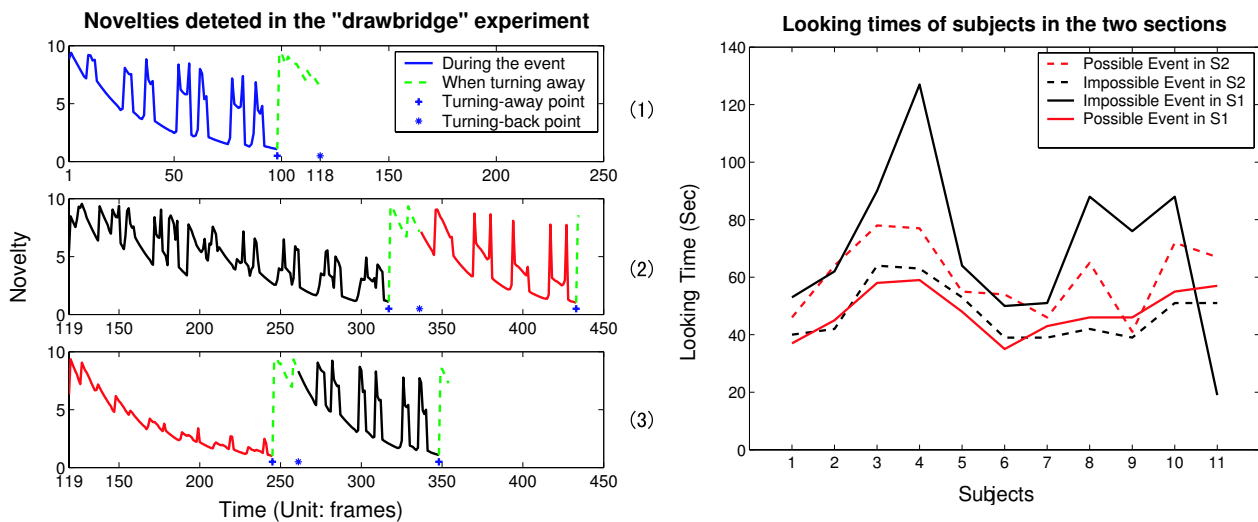 Novelties deteted in the "drawbridge" experiment
10
5
0
1 50 100 118 150 200 250
During the event
When turning away
Turning-away point
Turning-back point
(1)
Novelty
10
5
0
119 150 200 250 300 350 400 450
(2)
10
5
0
119 150 200 250 300 350 400 450
(3)
Time (Unit: frames)
Looking times of subjects in the two sections
140
120
100
80
60
40
20
0
Looking Time (Sec)
Possible Event in S2
Impossible Event in S2
Impossible Event in S1
Possible Event in S1
1 2 3 4 5 6 7 8 9 10 11
Subjects